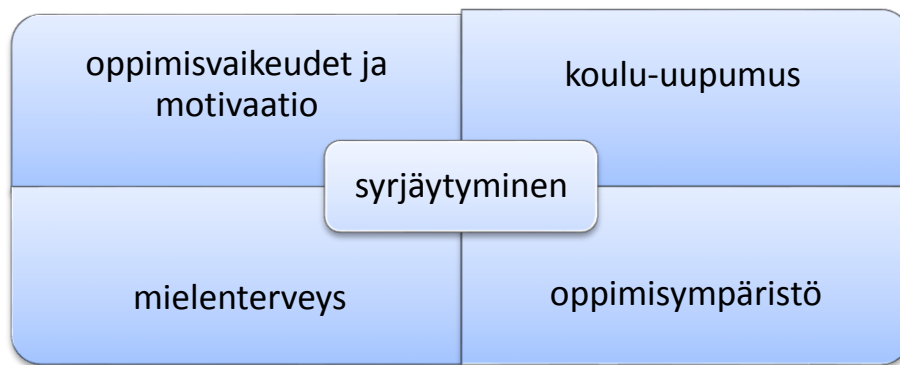 oppimisvaikeudet ja
motivaatio
koulu-uupumus
syrjäytyminen
mielenterveys
oppimisympäristö